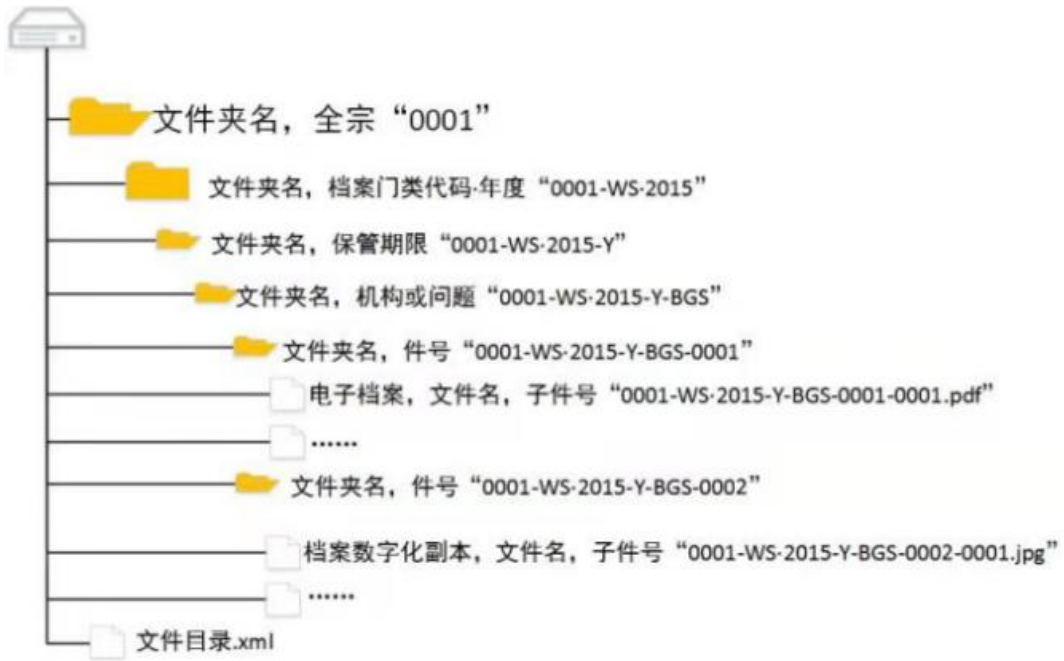 文件夹名，全宗“0001”
文件夹名，档案门类代码·年度“0001-WS·2015”
文件夹名，保管期限“0001-WS·2015-Y”
文件夹名，机构或问题“0001-WS·2015-Y-BGS”
文件夹名，件号“0001-WS·2015-Y-BGS-0001”
电子档案，文件名，子件号“0001-WS·2015-Y-BGS-0001-0001.pdf”
······
文件夹名，件号“0001-WS·2015-Y-BGS-0002”
档案数字化副本，文件名，子件号“0001-WS·2015-Y-BGS-0002-0001.jpg”
······
文件目录.xml